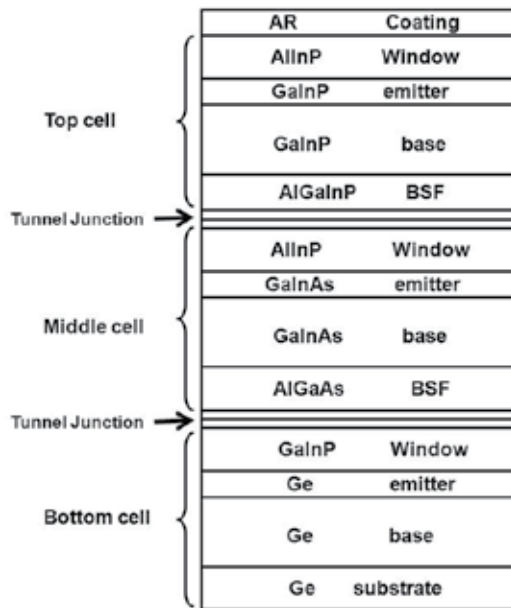 AR Coating
AlInP Window
GaInP emitter
Top cell
GaInP base
AlGaInP BSF
Tunnel Junction
AlInP Window
GaInAs emitter
Middle cell
GaInAs base
AlGaAs BSF
Tunnel Junction
GaInP Window
Ge emitter
Bottom cell
Ge base
Ge substrate